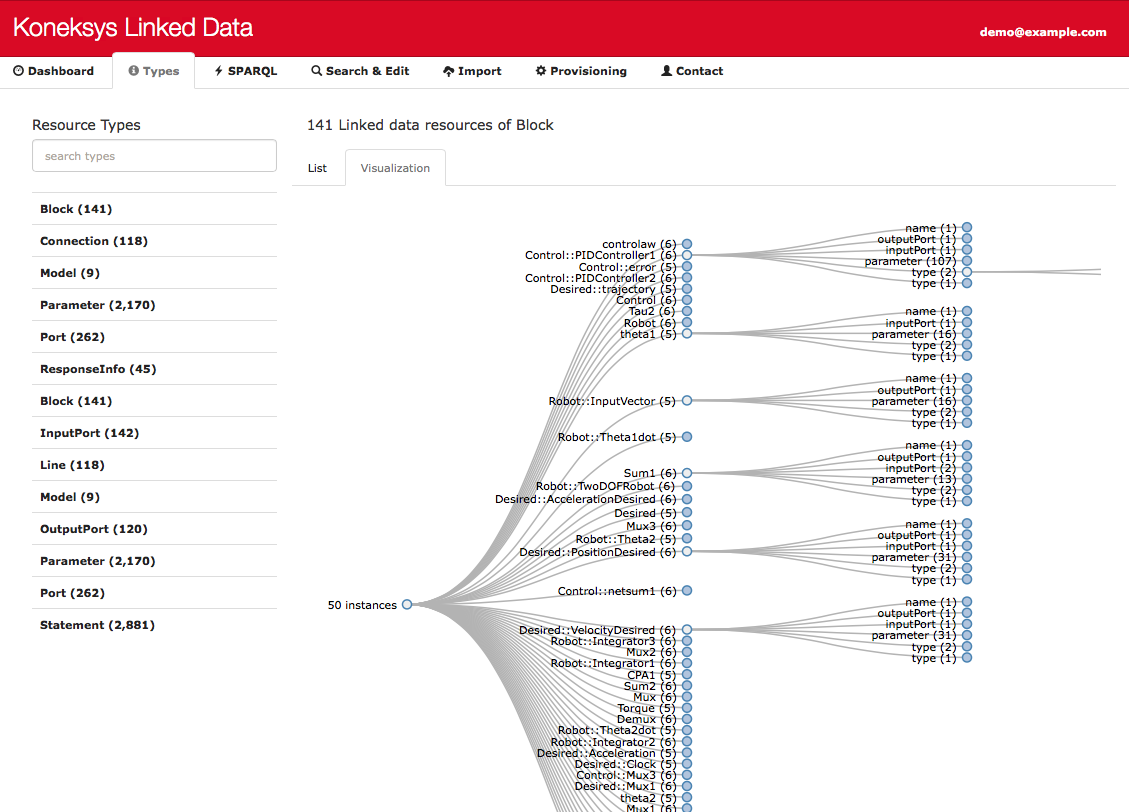 Koneksys Linked Data
demo@example.com
Dashboard Types SPARQL Search & Edit Import Provisioning Contact
Resource Types
search types
Block (141)
Connection (118)
Model (9)
Parameter (2,170)
Port (262)
ResponseInfo (45)
Block (141)
InputPort (142)
Line (118)
Model (9)
OutputPort (120)
Parameter (2,170)
Port (262)
Statement (2,881)
141 Linked data resources of Block
List Visualization
50 instances
controlaw (6)
Control::PIDController1 (6)
Control::error (5)
Control::PIDController2 (6)
Desired::trajectory (5)
Control (6)
Tau2 (6)
Robot (6)
theta1 (5)
Robot::InputVector (5)
Robot::Theta1dot (5)
Sum1 (6)
Robot::TwoDOFRobot (6)
Desired::AccelerationDesired (6)
Desired (5)
Mux3 (6)
Robot::Theta2 (5)
Desired::PositionDesired (6)
Control::netsum1 (6)
Desired::VelocityDesired (6)
Robot::Integrator3 (6)
Mux2 (6)
Robot::Integrator1 (6)
CPA1 (5)
Sum2 (6)
Mux (6)
Torque (5)
Demux (6)
Robot::Theta2dot (5)
Robot::Integrator2 (6)
Desired::Acceleration (5)
Desired::Clock (5)
Control::Mux3 (6)
Desired::Mux1 (6)
theta2 (5)
Mux1 (6)
name (1)
outputPort (1)
inputPort (1)
parameter (107)
type (2)
type (1)
name (1)
inputPort (1)
parameter (16)
type (2)
type (1)
name (1)
outputPort (1)
parameter (16)
type (2)
type (1)
name (1)
outputPort (1)
inputPort (2)
parameter (13)
type (2)
type (1)
name (1)
outputPort (1)
inputPort (1)
parameter (31)
type (2)
type (1)
name (1)
outputPort (1)
inputPort (1)
parameter (31)
type (2)
type (1)